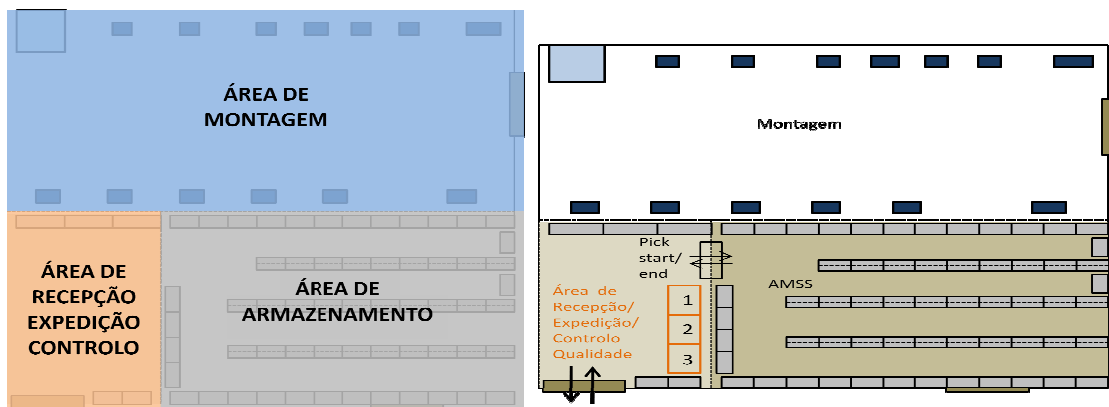 ÁREA DE
MONTAGEM
ÁREA DE
RECEPÇÃO
EXPEDIÇÃO
CONTROLO
ÁREA DE
ARMAZENAMENTO
Montagem
Pick
start/
end
AMSS
Área de
Recepção/
Expedição/
Controlo
Qualidade
1
2
3